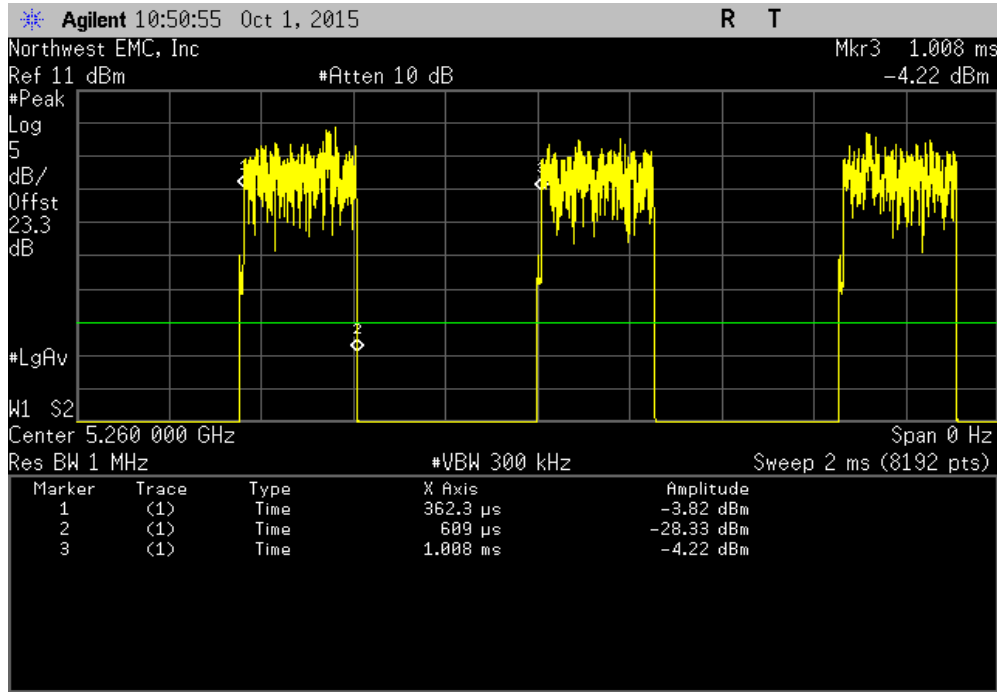 Agilent 10:50:55 Oct 1, 2015 R T
Northwest EMC, Inc Mkr3 1.008 ms
Ref 11 dBm #Atten 10 dB -4.22 dBm
#Peak
Log
5
dB/
Offst
23.3
dB
1
3
2
#LgAv
W1 S2
Center 5.260 000 GHz Span 0 Hz
Res BW 1 MHz #VBW 300 kHz Sweep 2 ms (8192 pts)
Marker Trace Type X Axis Amplitude
1 (1) Time 362.3 µs -3.82 dBm
2 (1) Time 609 µs -28.33 dBm
3 (1) Time 1.008 ms -4.22 dBm